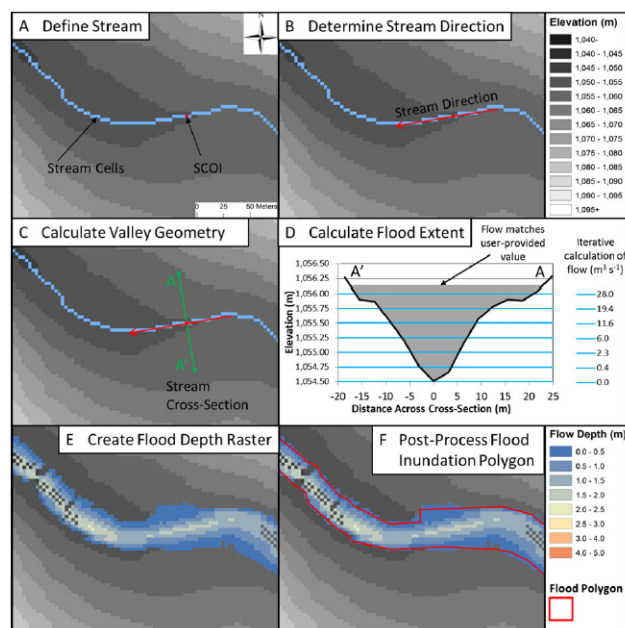 A Define Stream
Z
Stream Cells
SCOI
0 25 50 Meters
B Determine Stream Direction
Stream Direction
Elevation (m)
1,040-
1,040 - 1,045
1,045 - 1,050
1,050 - 1,055
1,055 - 1,060
1,060 - 1,065
1,065 - 1,070
1,070 - 1,075
1,075 - 1,080
1,080 - 1,085
1,085 - 1,090
1,090 - 1,095
1,095+
C Calculate Valley Geometry
A
A'
Stream
Cross-Section
D Calculate Flood Extent
Flow matches
user-provided
value
Iterative
calculation of
flow (m³ s⁻¹)
A' A
Elevation (m)
1,056.50
1,056.25
1,056.00
1,055.75
1,055.50
1,055.25
1,055.00
1,054.75
1,054.50
28.0
19.4
11.6
6.0
2.3
0.4
0.0
-20 -15 -10 -5 0 5 10 15 20 25
Distance Across Cross-Section (m)
E Create Flood Depth Raster
F Post-Process Flood
Inundation Polygon
Flow Depth (m)
0.0 - 0.5
0.5 - 1.0
1.0 - 1.5
1.5 - 2.0
2.0 - 2.5
2.5 - 3.0
3.0 - 4.0
4.0 - 5.0
Flood Polygon